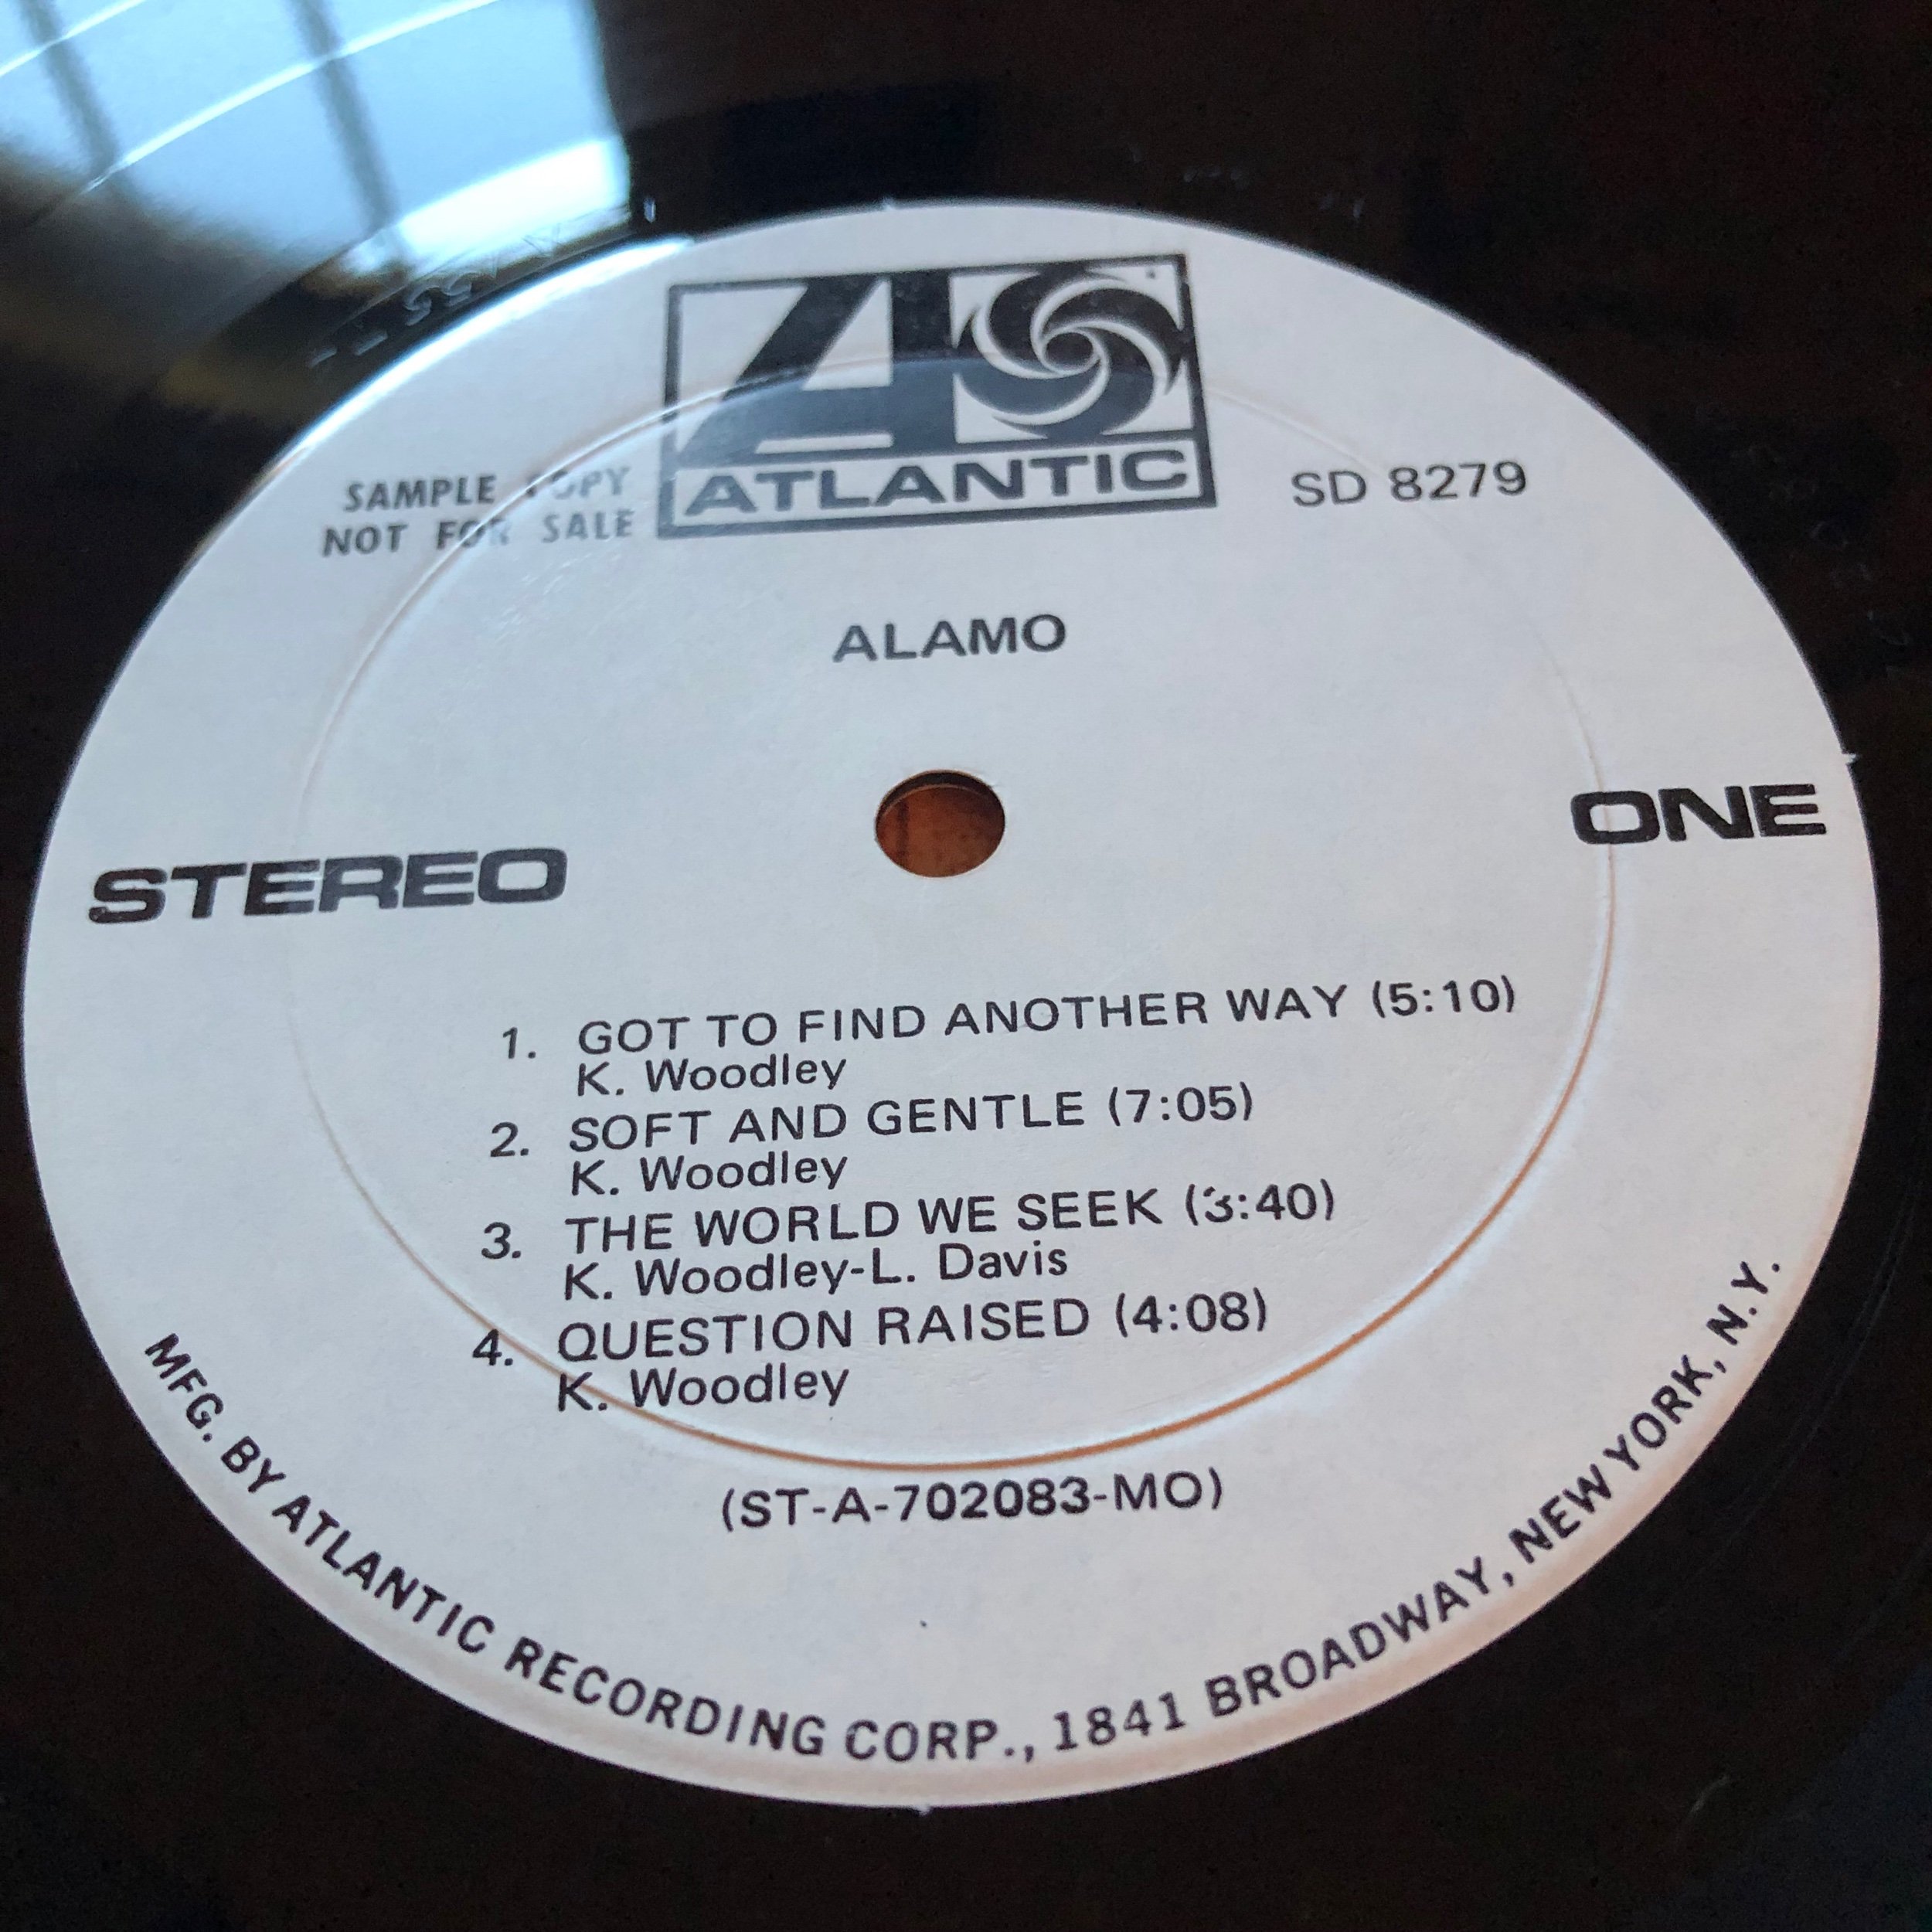 ATLANTIC
SAMPLE COPY
NOT FOR SALE
SD 8279
ALAMO
STEREO
ONE
1. GOT TO FIND ANOTHER WAY (5:10)
K. Woodley
2. SOFT AND GENTLE (7:05)
K. Woodley
3. THE WORLD WE SEEK (3:40)
K. Woodley-L. Davis
4. QUESTION RAISED (4:08)
K. Woodley
(ST-A-702083-MO)
MFG. BY ATLANTIC RECORDING CORP., 1841 BROADWAY, NEW YORK, N.Y.